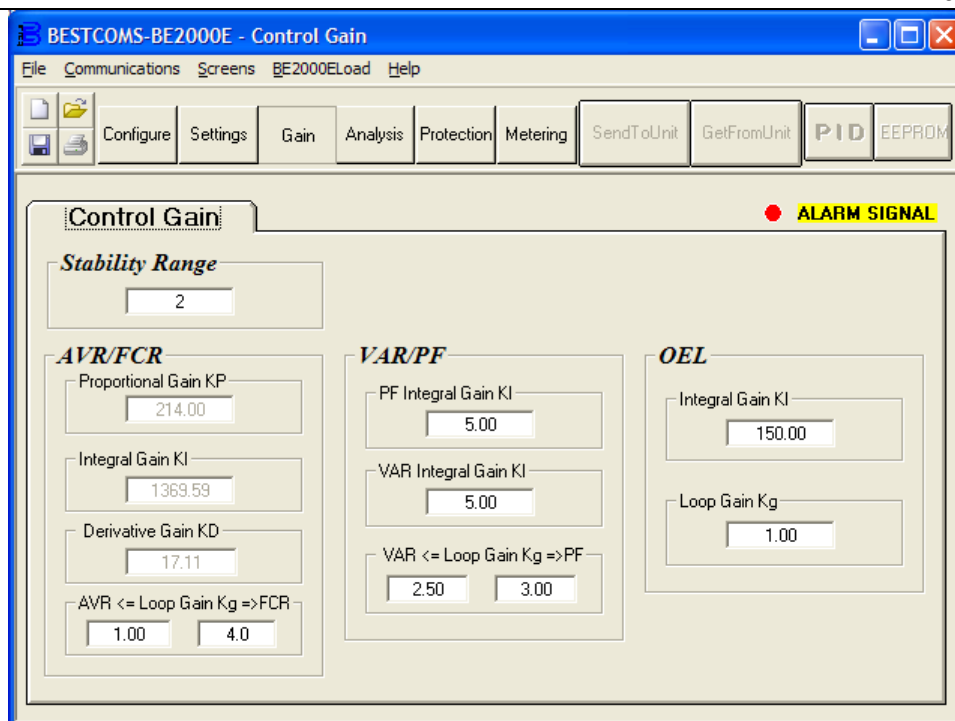 BESTCOMS-BE2000E - Control Gain
File Communications Screens BE2000ELoad Help
Configure Settings Gain Analysis Protection Metering SendToUnit GetFromUnit PID EEPROM
Control Gain
ALARM SIGNAL
Stability Range
2
AVR/FCR
Proportional Gain KP
214.00
Integral Gain KI
1369.59
Derivative Gain KD
17.11
AVR <= Loop Gain Kg =>FCR
1.00 4.0
VAR/PF
PF Integral Gain KI
5.00
VAR Integral Gain KI
5.00
VAR <= Loop Gain Kg =>PF
2.50 3.00
OEL
Integral Gain KI
150.00
Loop Gain Kg
1.00